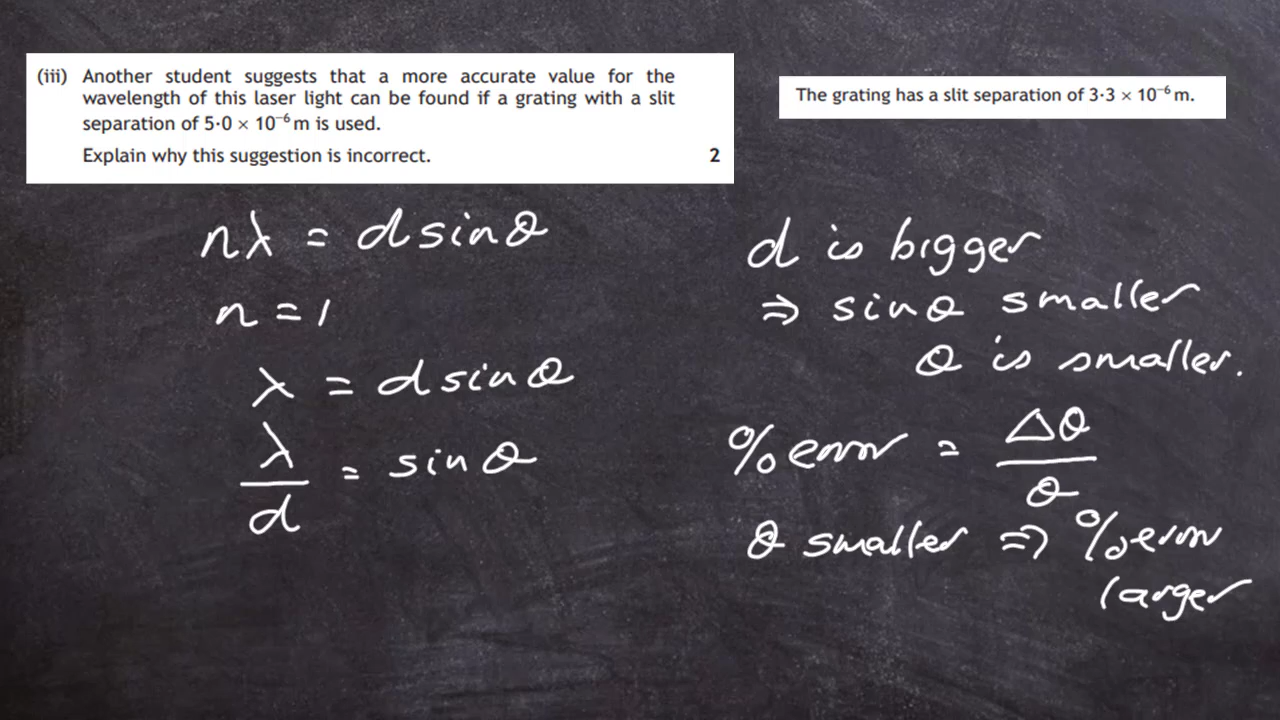 (iii) Another student suggests that a more accurate value for the
wavelength of this laser light can be found if a grating with a slit
separation of 5·0 × 10⁻⁶ m is used.
Explain why this suggestion is incorrect. 2
The grating has a slit separation of 3·3 × 10⁻⁶ m.
nλ = d sinθ
n = 1
λ = d sinθ
λ/d = sinθ
d is bigger
⇒ sinθ smaller
θ is smaller.
% error = Δθ/θ
θ smaller ⇒ % error
larger